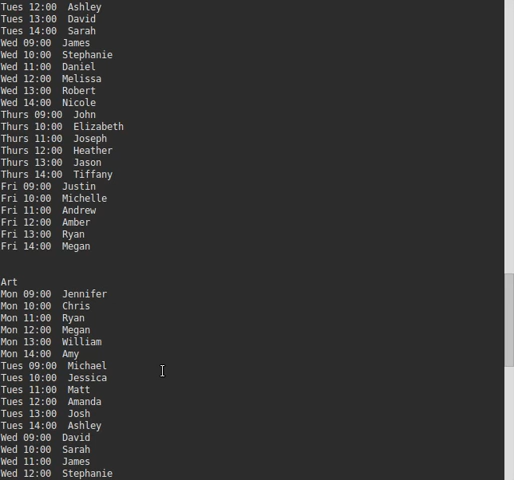 Tues 12:00  Ashley
Tues 13:00  David
Tues 14:00  Sarah
Wed 09:00  James
Wed 10:00  Stephanie
Wed 11:00  Daniel
Wed 12:00  Melissa
Wed 13:00  Robert
Wed 14:00  Nicole
Thurs 09:00  John
Thurs 10:00  Elizabeth
Thurs 11:00  Joseph
Thurs 12:00  Heather
Thurs 13:00  Jason
Thurs 14:00  Tiffany
Fri 09:00  Justin
Fri 10:00  Michelle
Fri 11:00  Andrew
Fri 12:00  Amber
Fri 13:00  Ryan
Fri 14:00  Megan
Art
Mon 09:00  Jennifer
Mon 10:00  Chris
Mon 11:00  Ryan
Mon 12:00  Megan
Mon 13:00  William
Mon 14:00  Amy
Tues 09:00  Michael
Tues 10:00  Jessica
Tues 11:00  Matt
Tues 12:00  Amanda
Tues 13:00  Josh
Tues 14:00  Ashley
Wed 09:00  David
Wed 10:00  Sarah
Wed 11:00  James
Wed 12:00  Stephanie